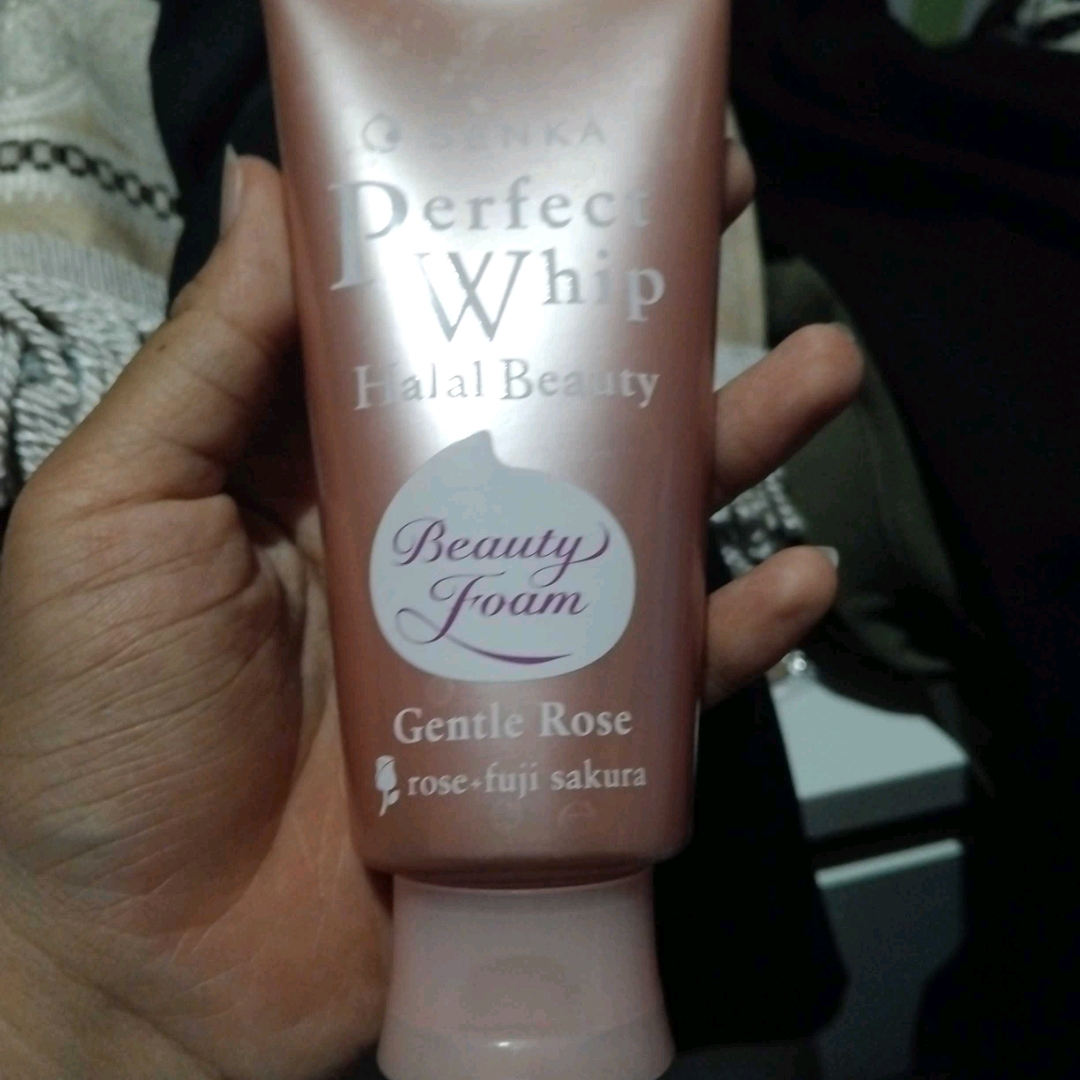 SENKA
Perfect
Whip
Halal Beauty
Beauty
Foam
Gentle Rose
rose+fuji sakura